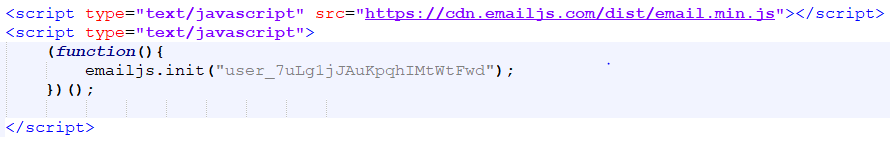 <script type="text/javascript" src="https://cdn.emailjs.com/dist/email.min.js"></script>
<script type="text/javascript">
(function(){
emailjs.init("user_7uLg1jJAuKpqhIMtWtFwd");
})();
</script>